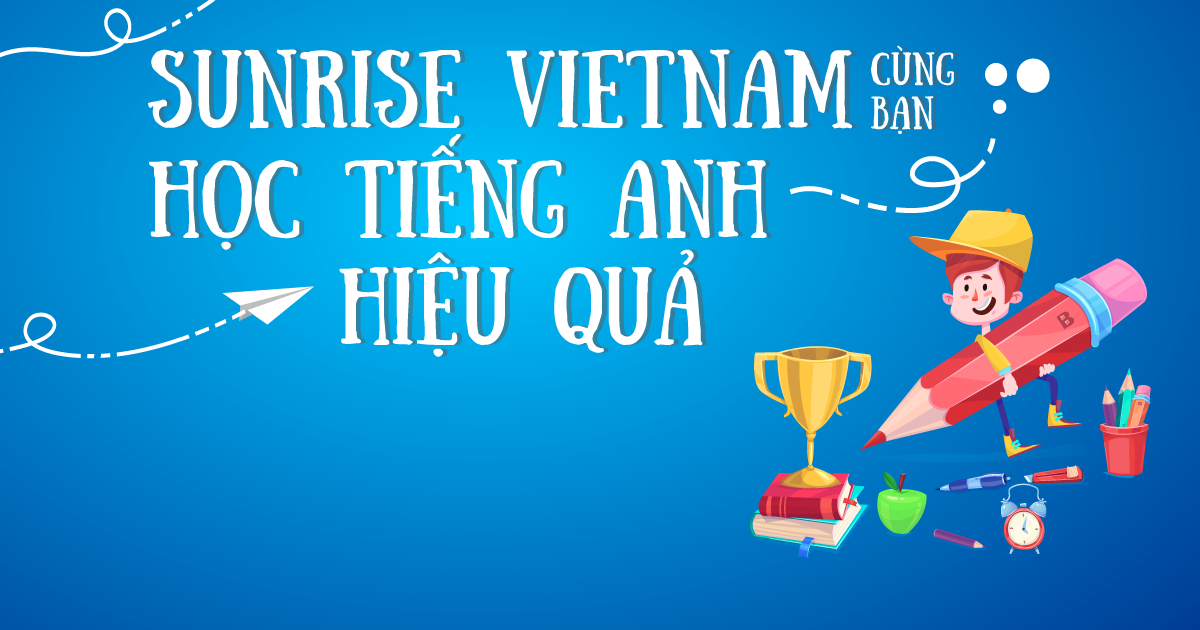 SUNRISE VIETNAM CÙNG BẠN
HỌC TIẾNG ANH
HIỆU QUẢ
B
B